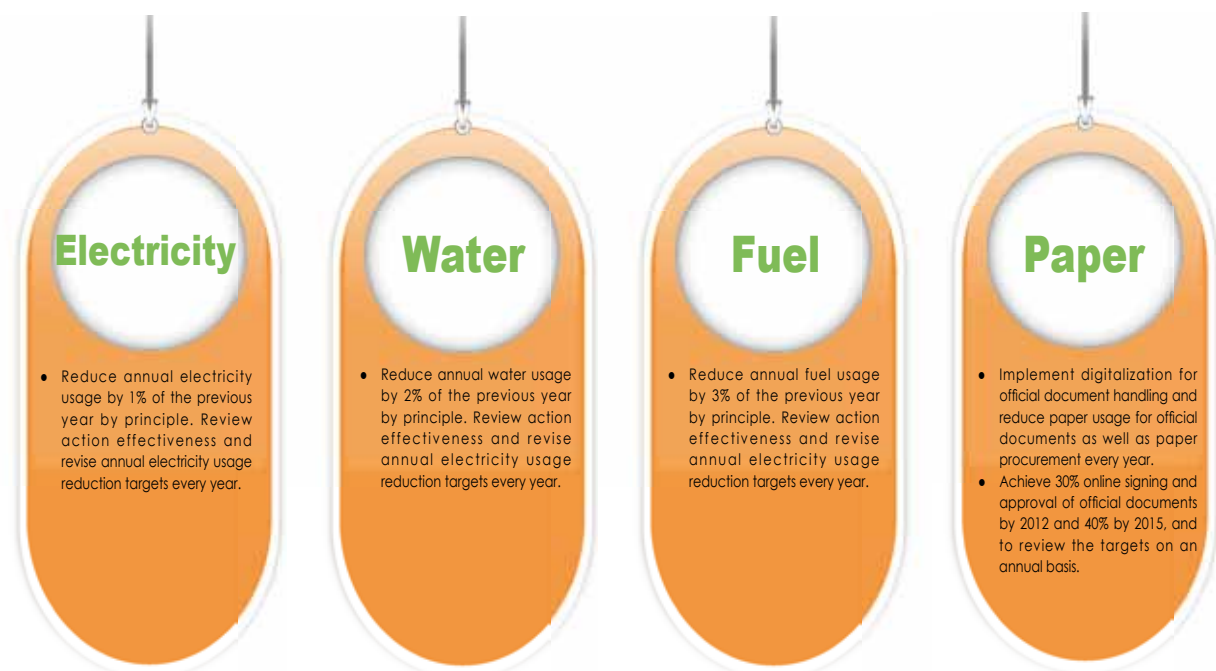 Electricity
● Reduce annual electricity
usage by 1% of the previous
year by principle. Review
action effectiveness and
revise annual electricity usage
reduction targets every year.
Water
● Reduce annual water usage
by 2% of the previous year
by principle. Review action
effectiveness and revise
annual electricity usage
reduction targets every year.
Fuel
● Reduce annual fuel usage
by 3% of the previous year
by principle. Review action
effectiveness and revise
annual electricity usage
reduction targets every year.
Paper
● Implement digitalization for
official document handling and
reduce paper usage for official
documents as well as paper
procurement every year.
● Achieve 30% online signing and
approval of official documents
by 2012 and 40% by 2015, and
to review the targets on an
annual basis.